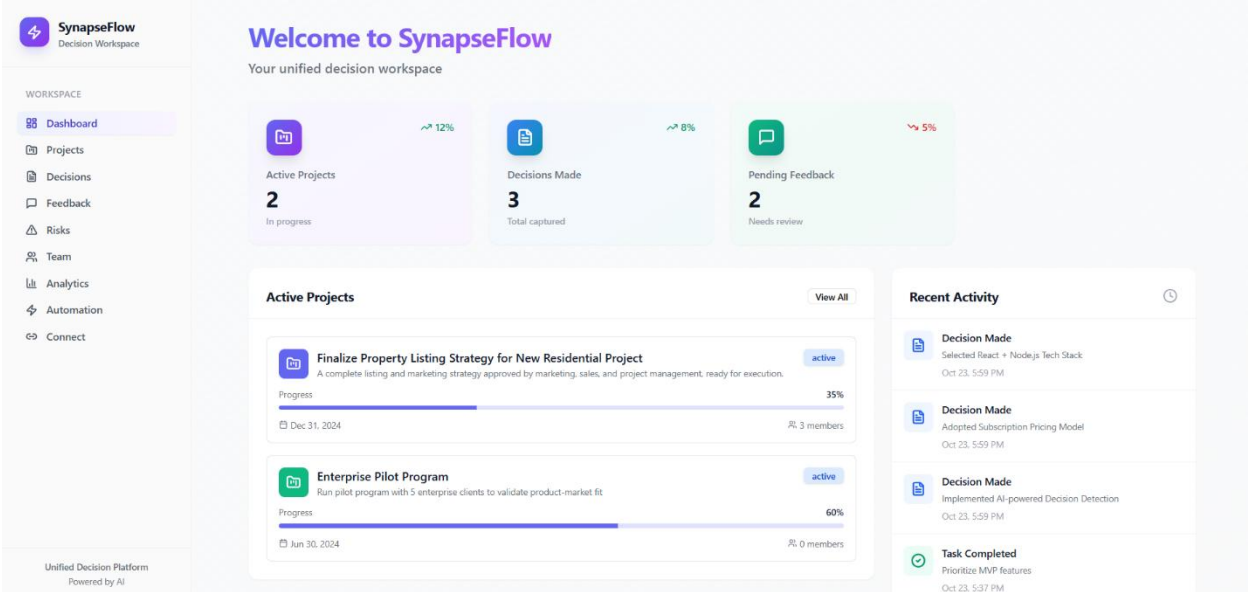 SynapseFlow
Decision Workspace
WORKSPACE
Dashboard
Projects
Decisions
Feedback
Risks
Team
Analytics
Automation
Connect
Unified Decision Platform
Powered by AI
Welcome to SynapseFlow
Your unified decision workspace
12%
Active Projects
2
In progress
8%
Decisions Made
3
Total captured
5%
Pending Feedback
2
Needs review
Active Projects
View All
Finalize Property Listing Strategy for New Residential Project
active
A complete listing and marketing strategy approved by marketing, sales, and project management, ready for execution.
Progress
35%
Dec 31, 2024
3 members
Enterprise Pilot Program
active
Run pilot program with 5 enterprise clients to validate product-market fit
Progress
60%
Jun 30, 2024
0 members
Recent Activity
Decision Made
Selected React + Node.js Tech Stack
Oct 23, 5:59 PM
Decision Made
Adopted Subscription Pricing Model
Oct 23, 5:59 PM
Decision Made
Implemented AI-powered Decision Detection
Oct 23, 5:59 PM
Task Completed
Prioritize MVP features
Oct 23, 5:37 PM